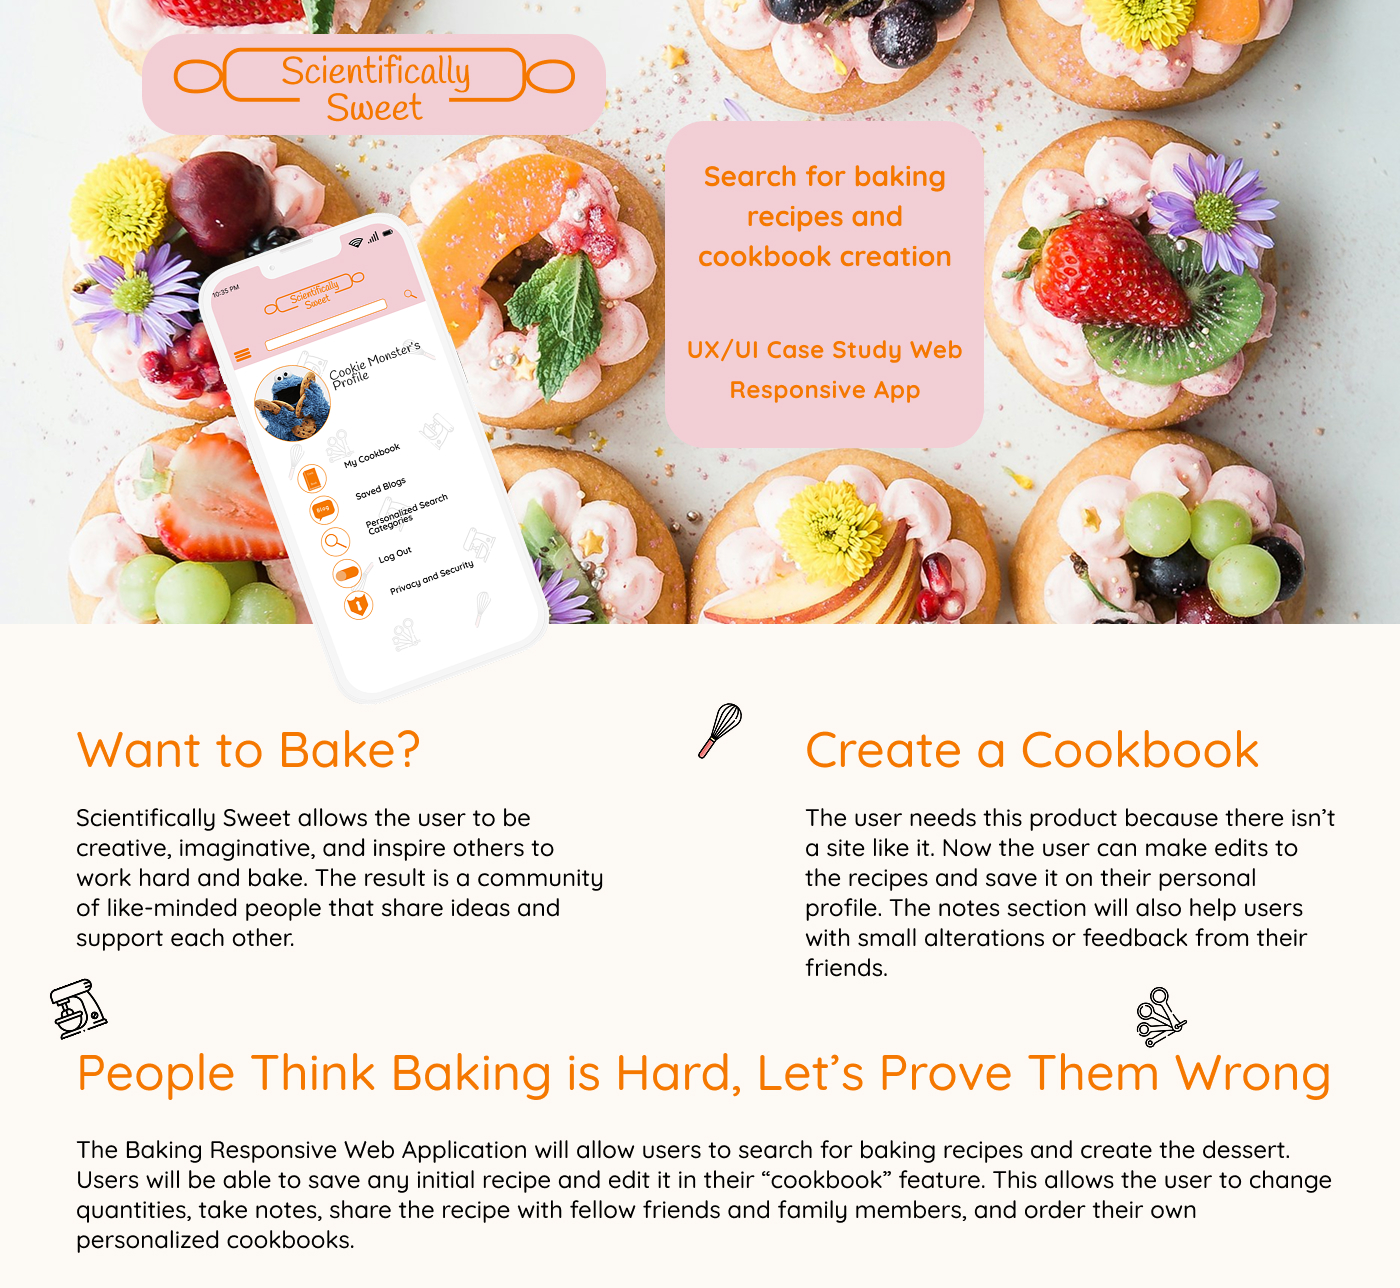 Scientifically
Sweet
Search for baking
recipes and
cookbook creation
UX/UI Case Study Web
Responsive App
10:35 PM
Scientifically
Sweet
Cookie Monster's
Profile
My Cookbook
Blog
Saved Blogs
Personalized Search
Categories
Log Out
Privacy and Security
Want to Bake?
Scientifically Sweet allows the user to be
creative, imaginative, and inspire others to
work hard and bake. The result is a community
of like-minded people that share ideas and
support each other.
Create a Cookbook
The user needs this product because there isn’t
a site like it. Now the user can make edits to
the recipes and save it on their personal
profile. The notes section will also help users
with small alterations or feedback from their
friends.
People Think Baking is Hard, Let’s Prove Them Wrong
The Baking Responsive Web Application will allow users to search for baking recipes and create the dessert.
Users will be able to save any initial recipe and edit it in their “cookbook” feature. This allows the user to change
quantities, take notes, share the recipe with fellow friends and family members, and order their own
personalized cookbooks.